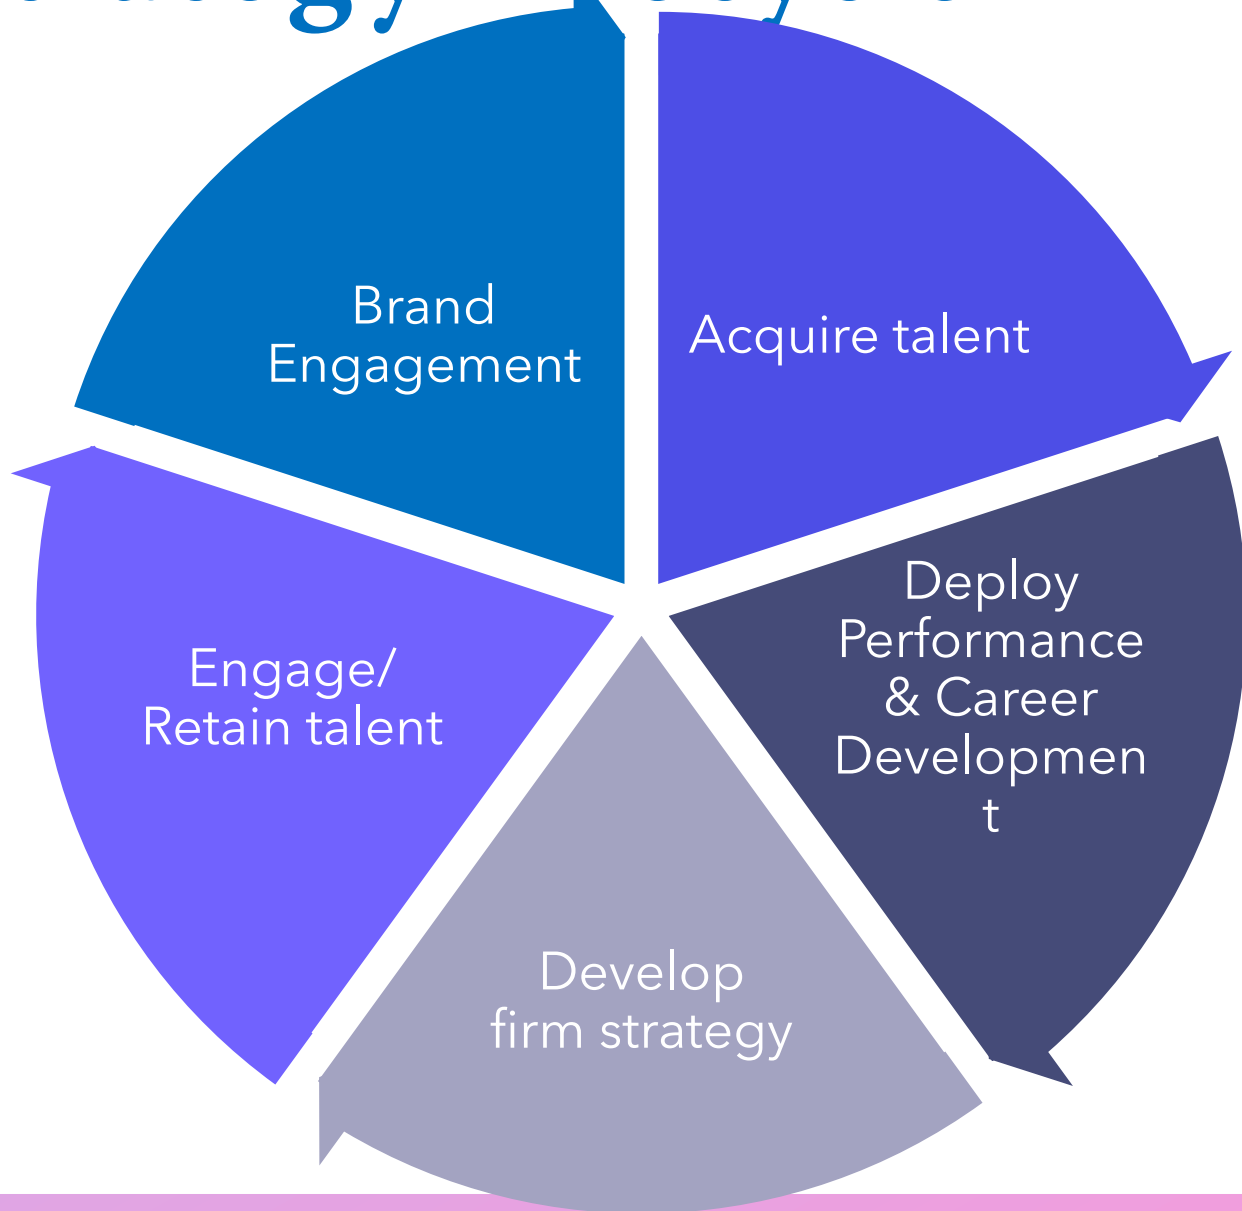 Brand
Engagement
Acquire talent
Deploy
Performance
& Career
Developmen
t
Develop
firm strategy
Engage/
Retain talent